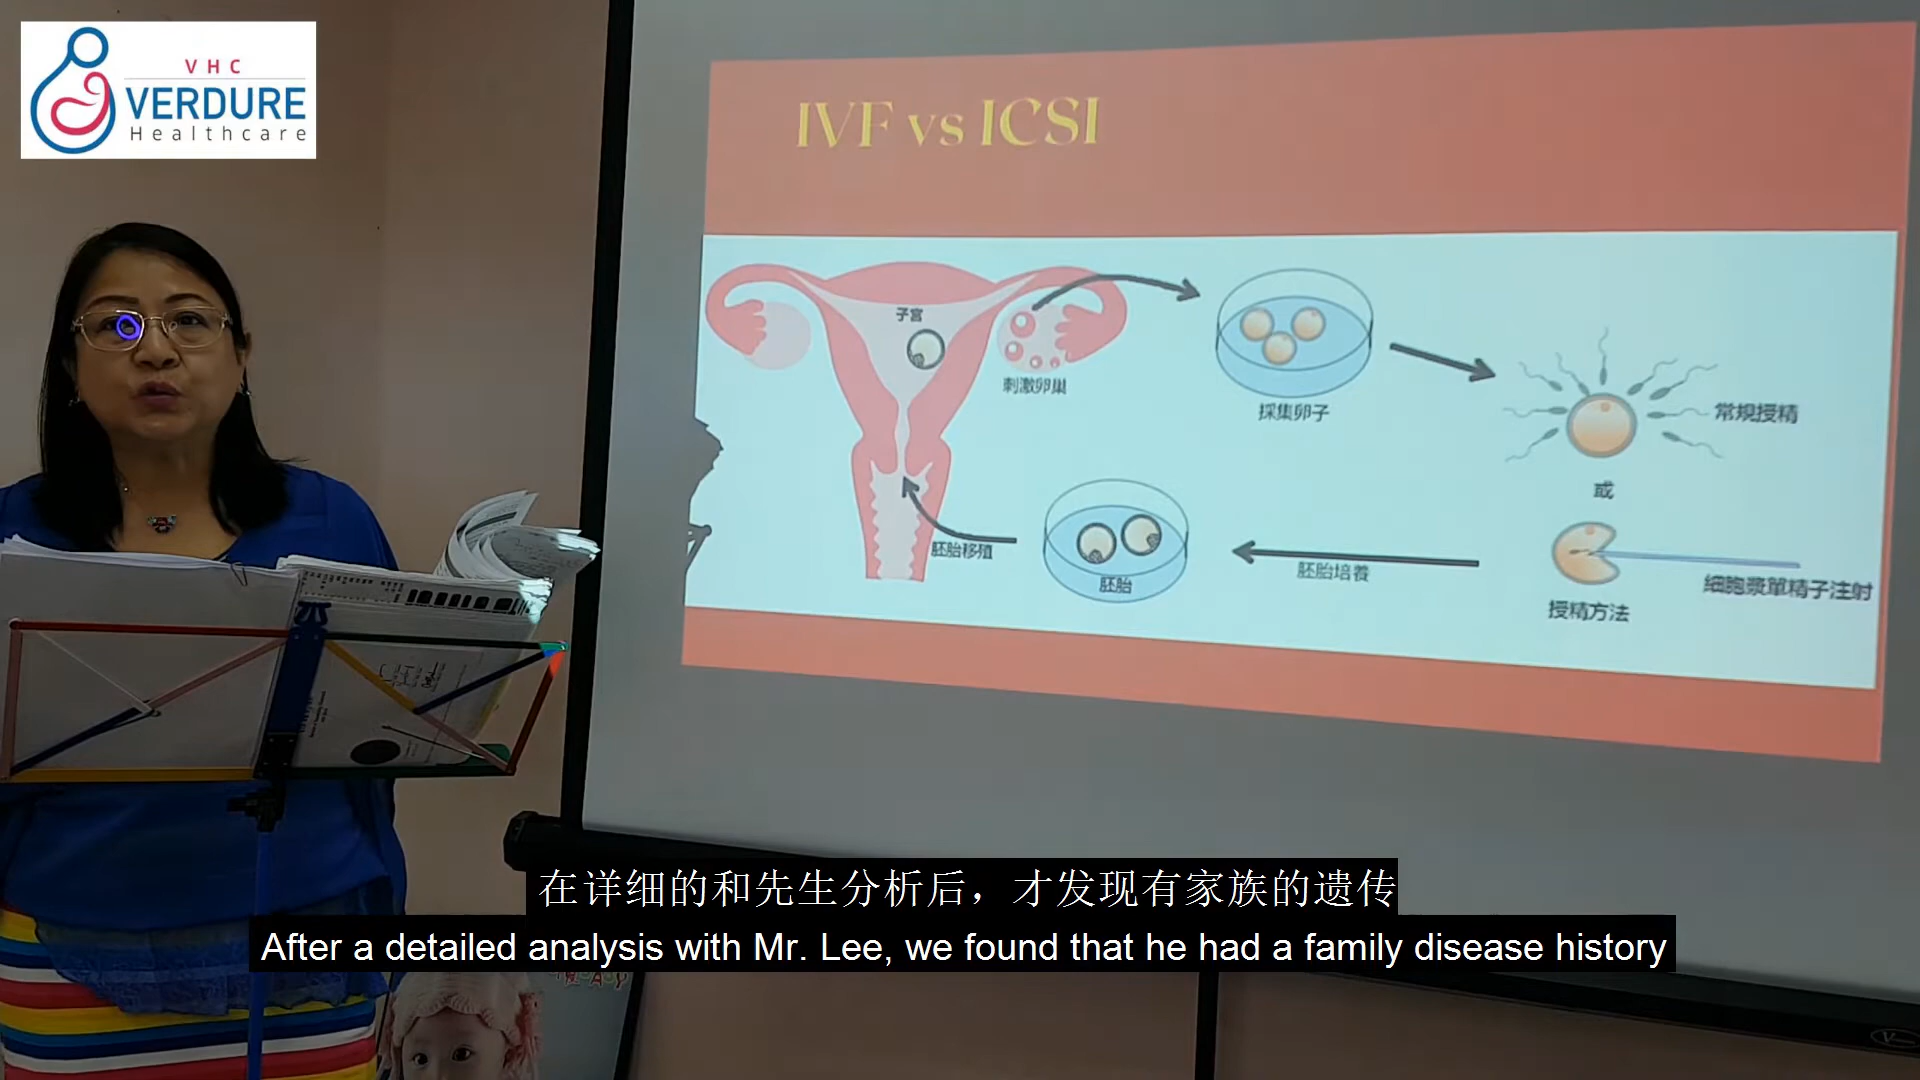 VHC
VERDURE
Healthcare
IVF vs ICSI
子宮
刺激卵巢
採集卵子
常規授精
或
細胞漿單精子注射
授精方法
胚胎培養
胚胎
胚胎移殖
在详细的和先生分析后，才发现有家族的遗传
After a detailed analysis with Mr. Lee, we found that he had a family disease history